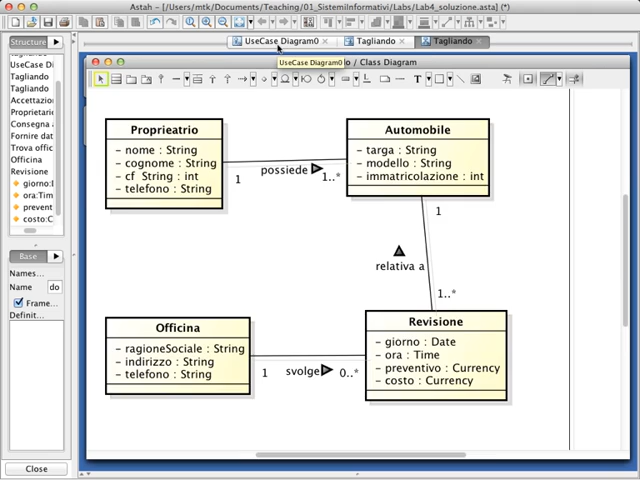 Astah - [/Users/mtk/Documents/Teaching/01_SistemiInformativi/Labs/Lab4_soluzione.asta] (*)
Structure
UseCase Diagram0
Tagliando
Tagliando
UseCase Diagram0
lo / Class Diagram
UseCase Di
Tagliando
Tagliando
Accettazio
Proprietari
Consegna a
Fornire dat
Trova offic
Officina
Revisione
giorno:I
ora:Tim
prevent
costo:C
Base
Names...
Name do
Frame...
Definit...
Close
T
Proprieatrio
- nome : String
- cognome : String
- cf String : int
- telefono : String
1
possiede
1..*
Automobile
- targa : String
- modello : String
- immatricolazione : int
1
relativa a
1..*
Officina
- ragioneSociale : String
- indirizzo : String
- telefono : String
1
svolge
0..*
Revisione
- giorno : Date
- ora : Time
- preventivo : Currency
- costo : Currency